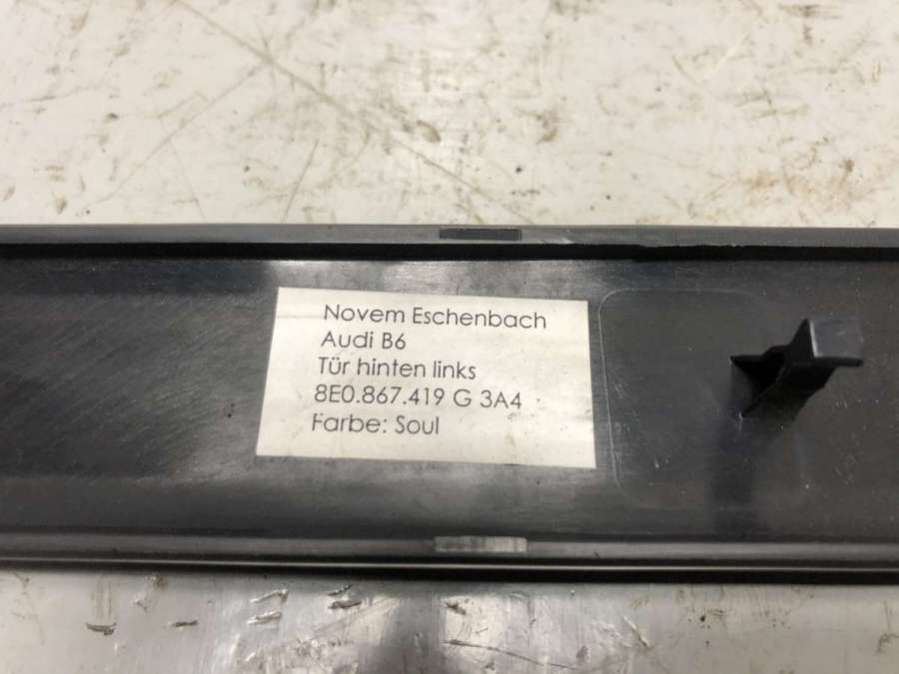 Novem Eschenbach
Audi B6
Tür hinten links
8E0.867.419 G 3A4
Farbe: Soul